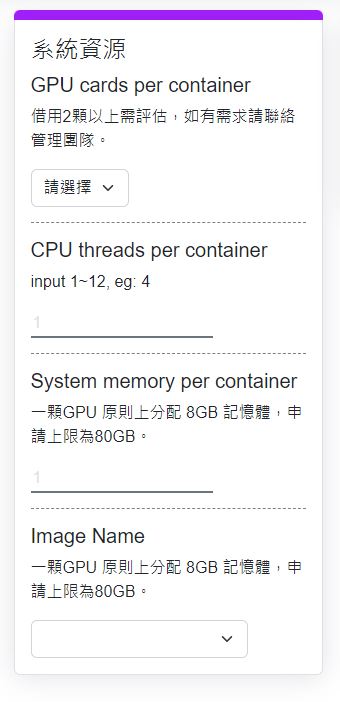 系統資源
GPU cards per container
借用2顆以上需評估，如有需求請聯絡
管理團隊。
請選擇
CPU threads per container
input 1~12, eg: 4
1
System memory per container
一顆GPU 原則上分配 8GB 記憶體，申
請上限為80GB。
1
Image Name
一顆GPU 原則上分配 8GB 記憶體，申
請上限為80GB。